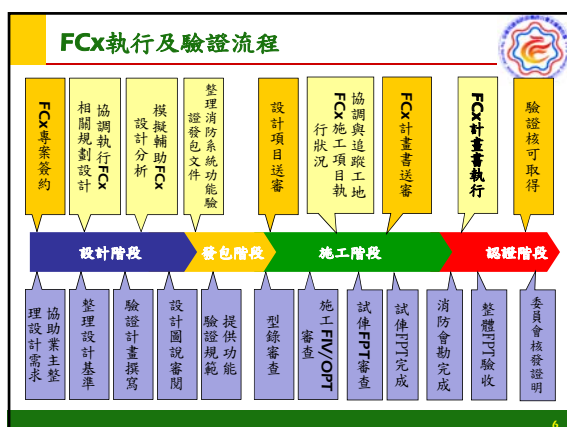 FCx執行及驗證流程
FCx專案簽約
協調執行FCx
相關規劃設計
模擬輔助FCx
設計分析
整理消防系統功能驗
證發包文件
設計項目送審
協調與追蹤工地
FCx施工項目執
行狀況
FCx計畫書送審
FCx計畫書執行
驗證核可取得
設計階段
發包階段
施工階段
認證階段
協助業主整
理設計需求
整理設計基準
驗證計畫撰寫
設計圖說審閱
提供功能
驗證規範
型錄審查
施工FIV/OPT
審查
試俥FPT審查
試俥FPT完成
消防會勘完成
整體FPT驗收
委員會核發證明
6